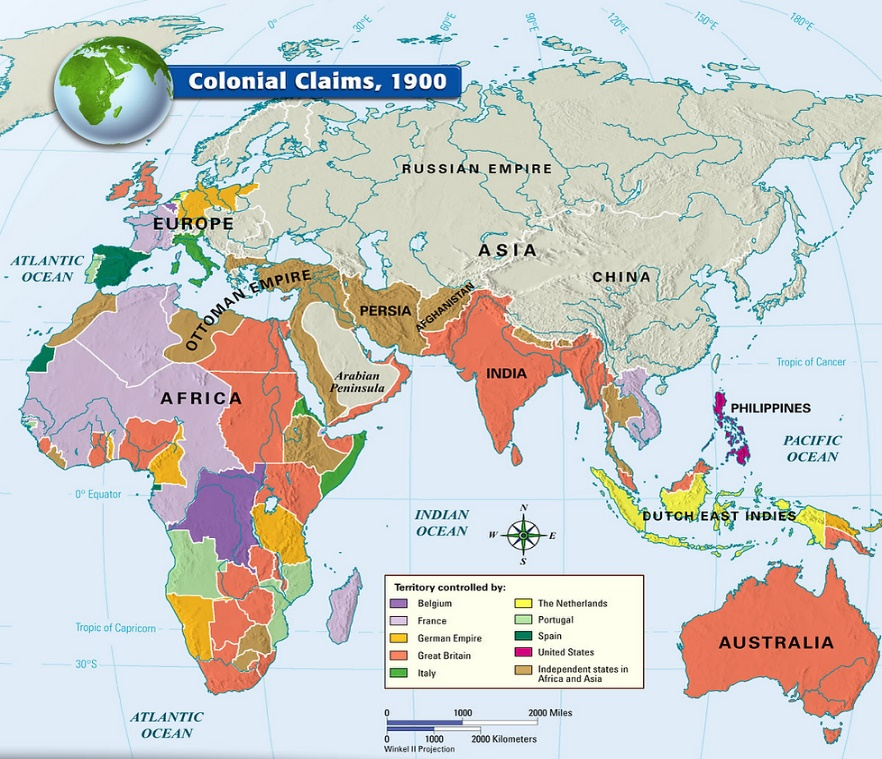 0°
30°E
60°E
90°E
120°E
150°E
180°E
Colonial Claims, 1900
RUSSIAN EMPIRE
EUROPE
ASIA
ATLANTIC
OCEAN
CHINA
OTTOMAN EMPIRE
PERSIA
AFGHANISTAN
Tropic of Cancer
Arabian
Peninsula
INDIA
AFRICA
PHILIPPINES
PACIFIC
OCEAN
0° Equator
INDIAN
OCEAN
N
W
E
S
DUTCH EAST INDIES
Territory controlled by:
Belgium
France
German Empire
Great Britain
Italy
The Netherlands
Portugal
Spain
United States
Independent states in
Africa and Asia
Tropic of Capricorn
30°S
AUSTRALIA
ATLANTIC
OCEAN
0 1000 2000 Miles
0 1000 2000 Kilometers
Winkel II Projection